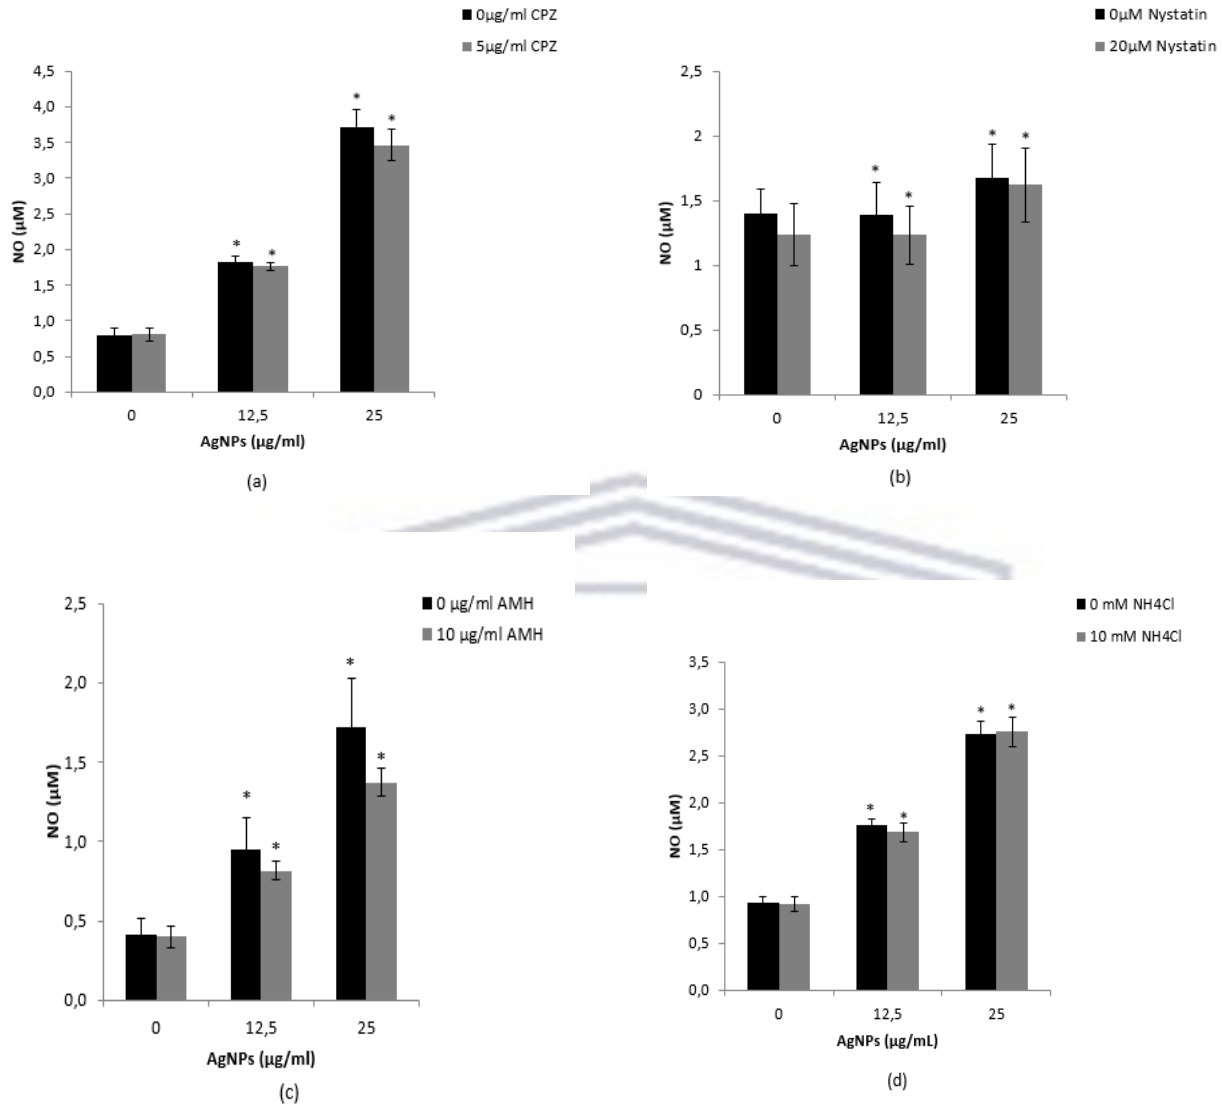 0µg/ml CPZ
5µg/ml CPZ
4,5
4,0
3,5
3,0
2,5
2,0
1,5
1,0
0,5
0,0
NO (µM)
* * * * 
0 12,5 25
AgNPs (µg/ml)
(a)
0µM Nystatin
20µM Nystatin
2,5
2
1,5
1
0,5
0
NO (µM)
* * * *
0 12,5 25
AgNPs (µg/ml)
(b)
0 µg/ml AMH
10 µg/ml AMH
2,5
2,0
1,5
1,0
0,5
0,0
NO (µM)
* * * *
0 12,5 25
AgNPs (µg/ml)
(c)
0 mM NH4Cl
10 mM NH4Cl
3,5
3,0
2,5
2,0
1,5
1,0
0,5
0,0
NO (µM)
* * * *
0 12,5 25
AgNPs (µg/mL)
(d)